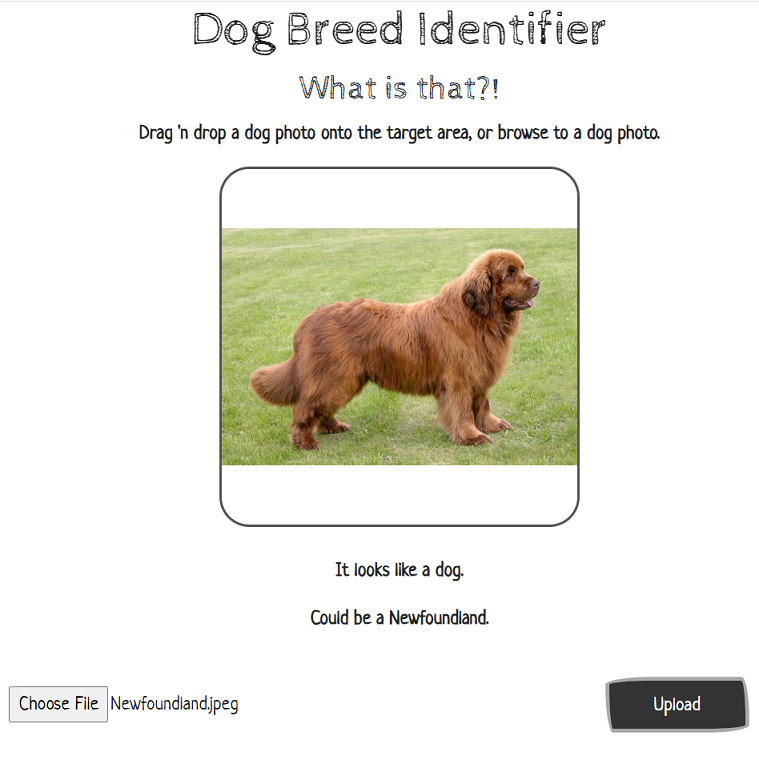 Dog Breed Identifier
What is that?!
Drag 'n drop a dog photo onto the target area, or browse to a dog photo.
It looks like a dog.
Could be a Newfoundland.
Choose File Newfoundland.jpeg
Upload